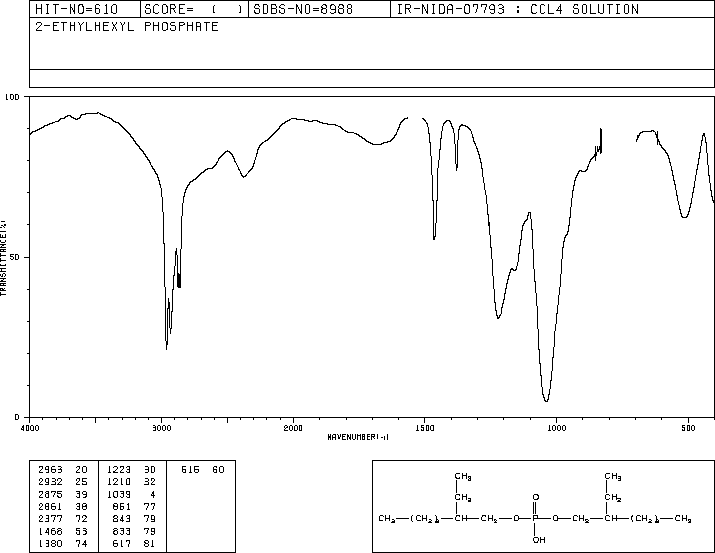 HIT-NO=610 SCORE= ( ) SDBS-NO=8988 IR-NIDA-07793 : CCL4 SOLUTION
2-ETHYLHEXYL PHOSPHATE
100
50
0
TRANSMITTANCE(%)
4000 3000 2000 1500 1000 500
WAVENUMBER(-1)
2963 20 1223 30 515 60
2932 25 1210 32
2875 39 1039 4
2861 38 851 77
2377 72 843 79
1466 53 833 79
1380 74 617 81
CH3 CH3
CH2 O CH2
CH3—(CH2)3—CH—CH2—O—P—O—CH2—CH—(CH2)3—CH3
OH